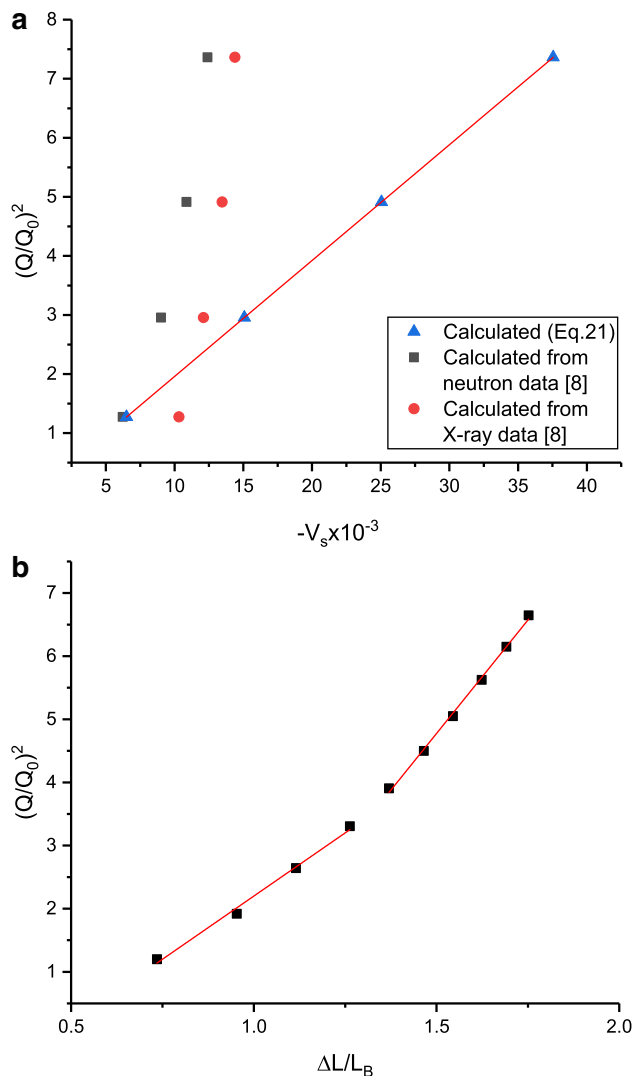 a
8
7
6
5
4
3
2
1
(Q/Q₀)²
Calculated (Eq.21)
Calculated from
neutron data [8]
Calculated from
X-ray data [8]
5 10 15 20 25 30 35 40
-Vₛx10⁻³
b
7
6
5
4
3
2
1
(Q/Q₀)²
0.5 1.0 1.5 2.0
ΔL/L_B